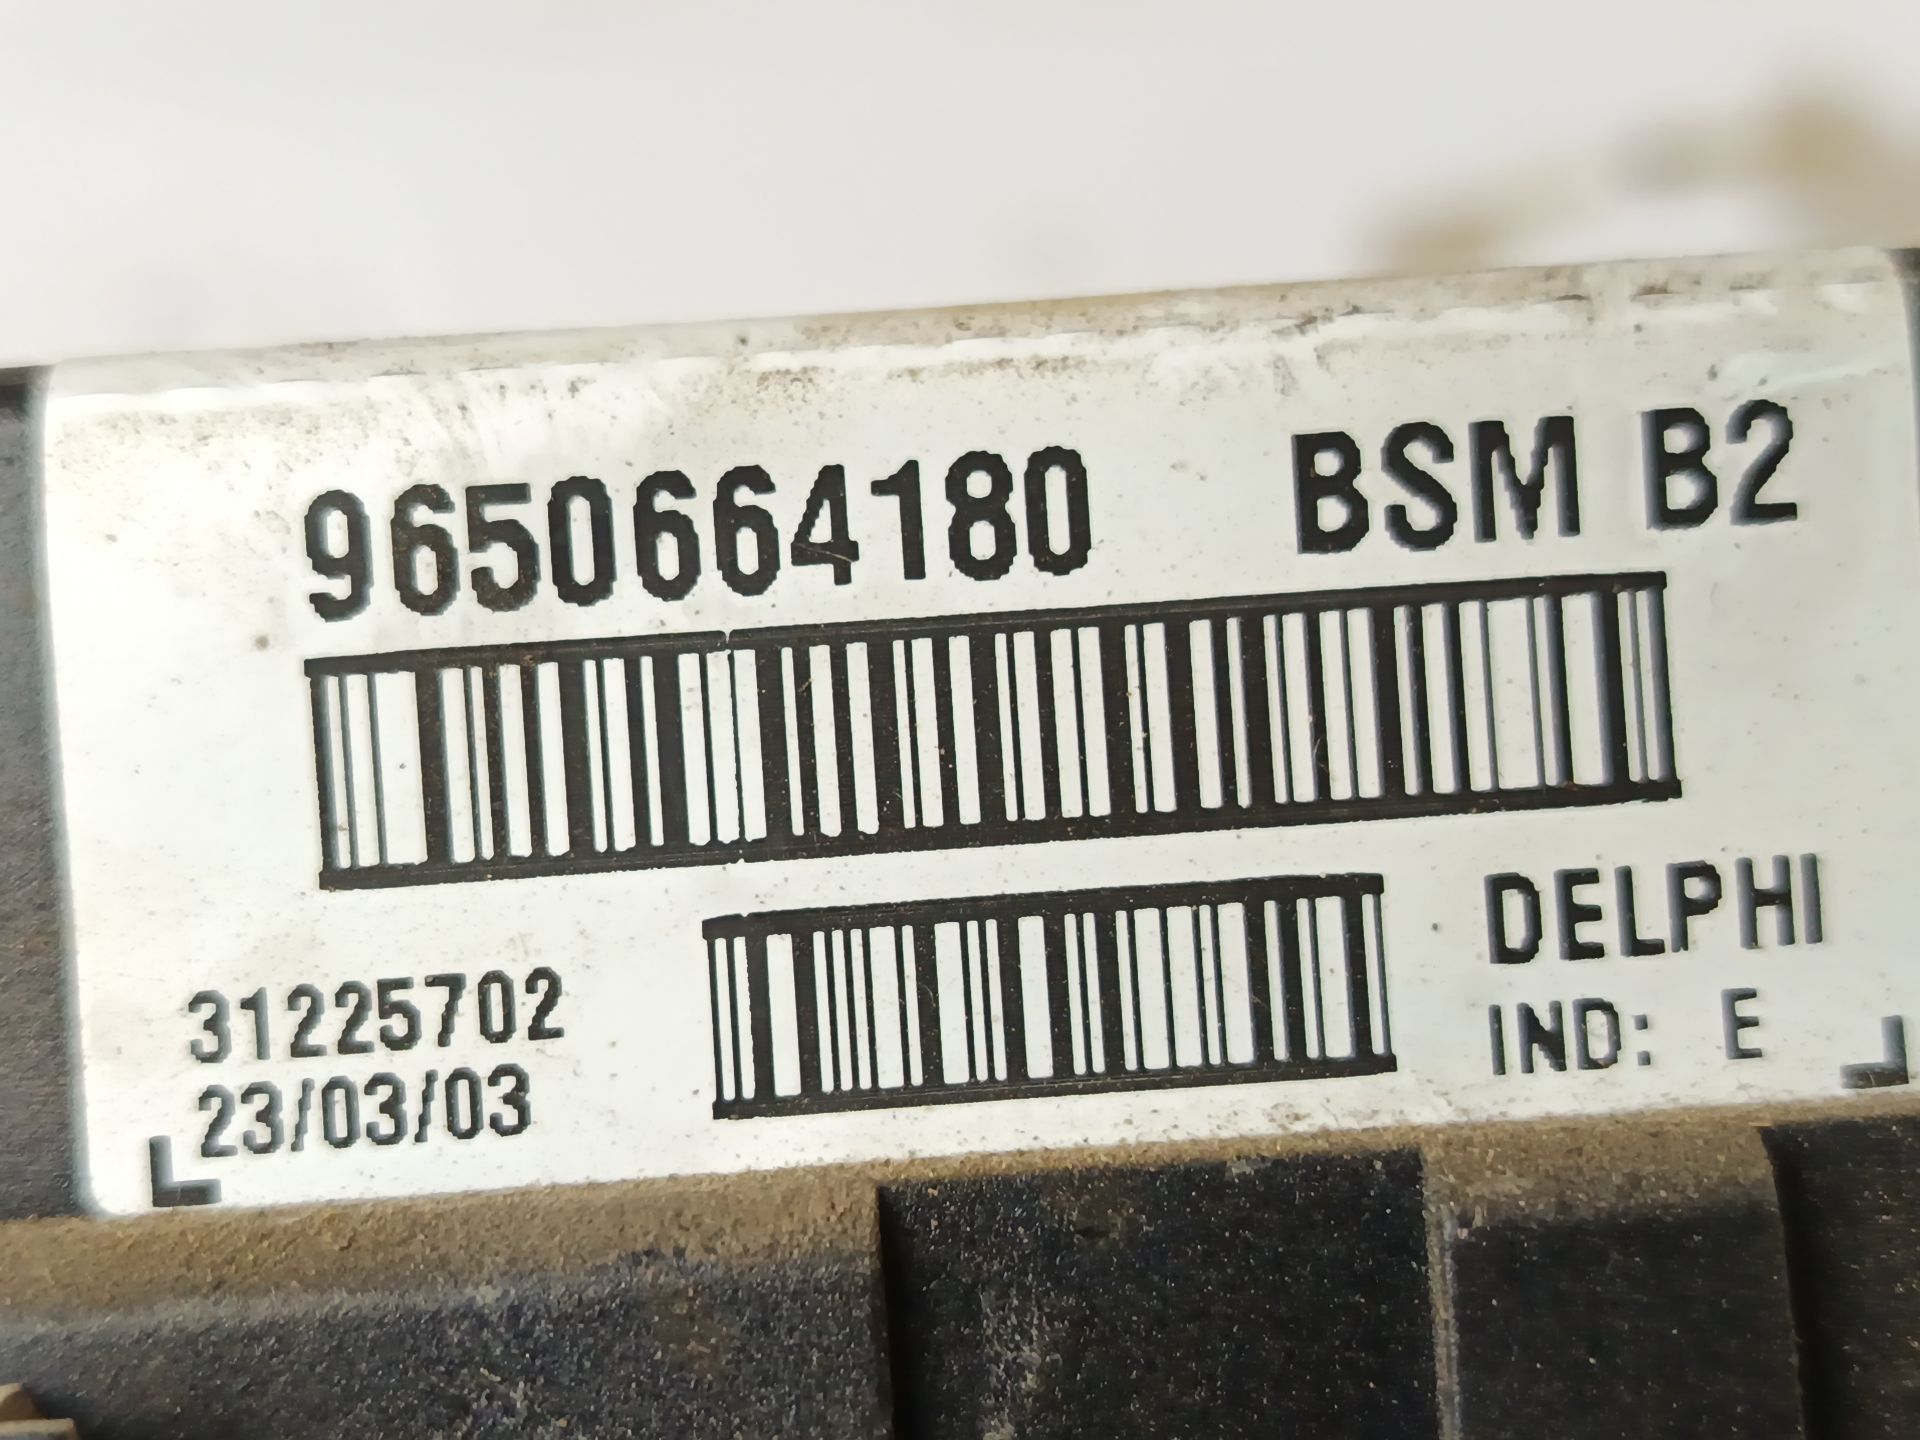 9650664180 BSM B2
DELPHI
31225702
IND: E
23/03/03